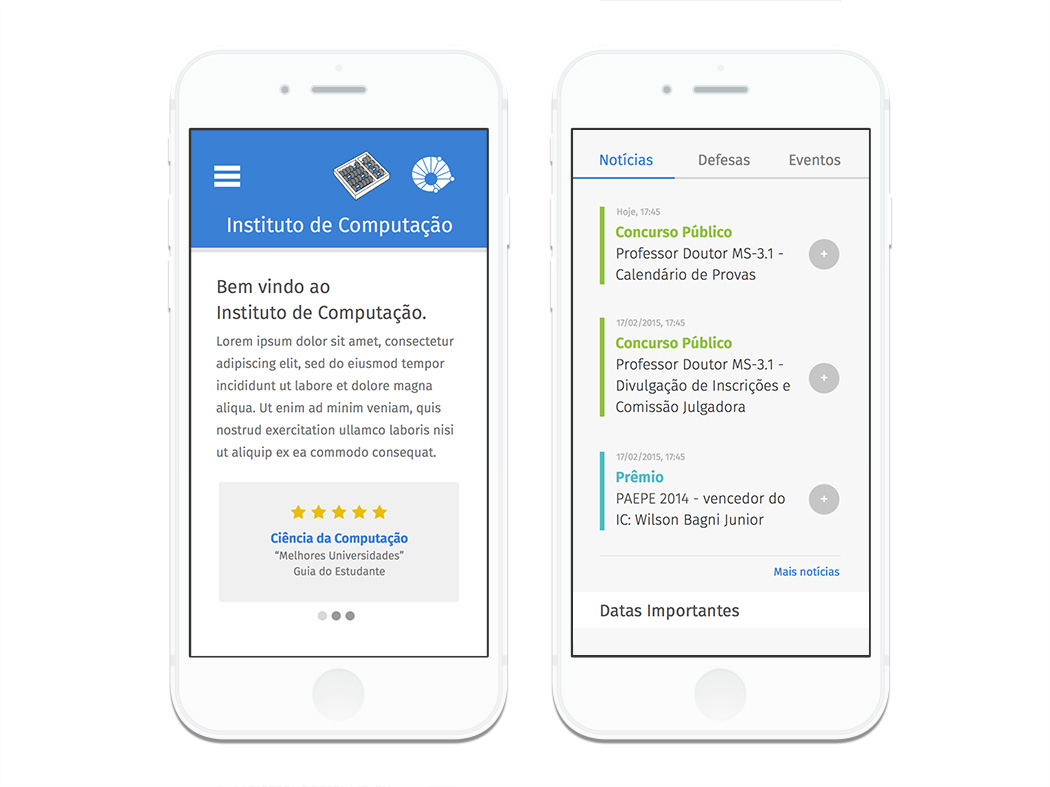 Instituto de Computação
Bem vindo ao
Instituto de Computação.
Lorem ipsum dolor sit amet, consectetur
adipiscing elit, sed do eiusmod tempor
incididunt ut labore et dolore magna
aliqua. Ut enim ad minim veniam, quis
nostrud exercitation ullamco laboris nisi
ut aliquip ex ea commodo consequat.
Ciência da Computação
“Melhores Universidades”
Guia do Estudante
Notícias Defesas Eventos
Hoje, 17:45
Concurso Público
Professor Doutor MS-3.1 -
Calendário de Provas
17/02/2015, 17:45
Concurso Público
Professor Doutor MS-3.1 -
Divulgação de Inscrições e
Comissão Julgadora
17/02/2015, 17:45
Prêmio
PAEPE 2014 - vencedor do
IC: Wilson Bagni Junior
Mais notícias
Datas Importantes